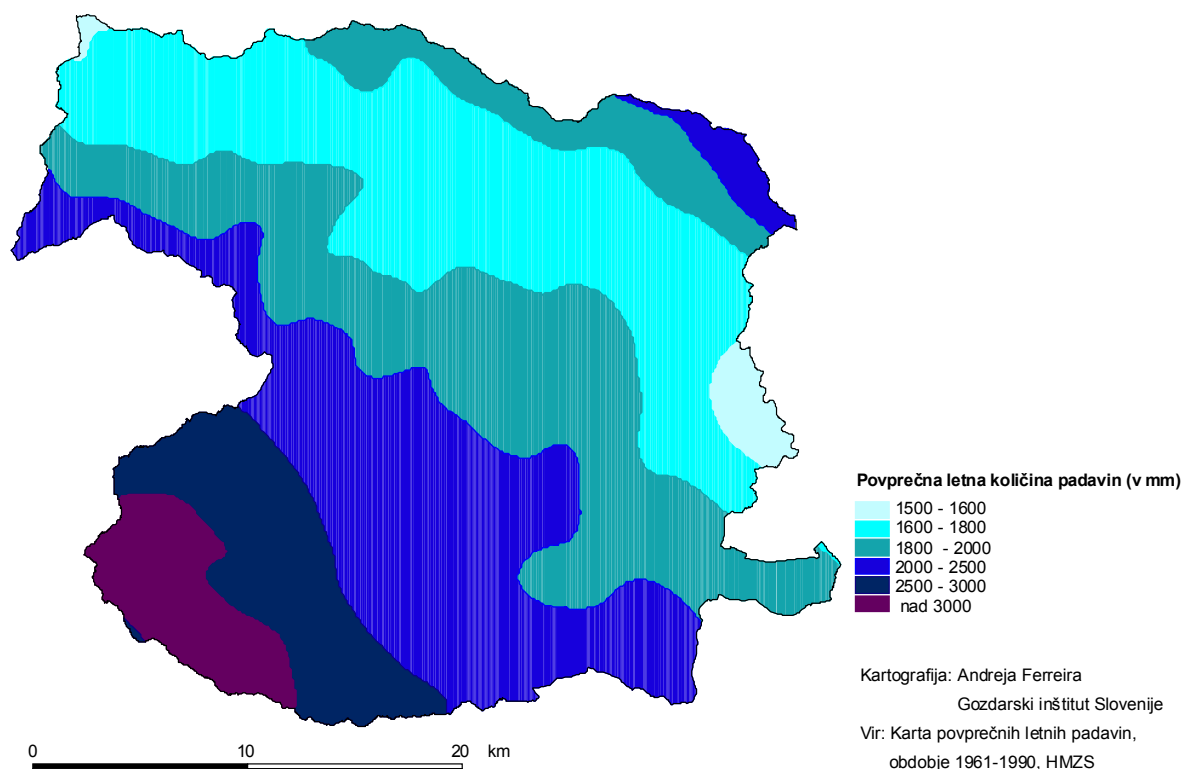 Povprečna letna količina padavin (v mm)
1500 - 1600
1600 - 1800
1800 - 2000
2000 - 2500
2500 - 3000
nad 3000
Kartografija: Andreja Ferreira
Gozdarski inštitut Slovenije
Vir: Karta povprečnih letnih padavin,
obdobje 1961-1990, HMZS
0 10 20 km